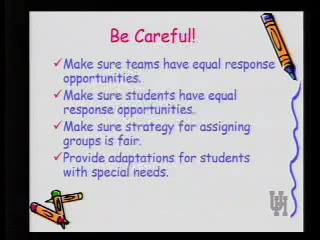 Be Careful!
✓Make sure teams have equal response
opportunities.
✓Make sure students have equal
response opportunities.
✓Make sure strategy for assigning
groups is fair.
✓Provide adaptations for students
with special needs.
UH